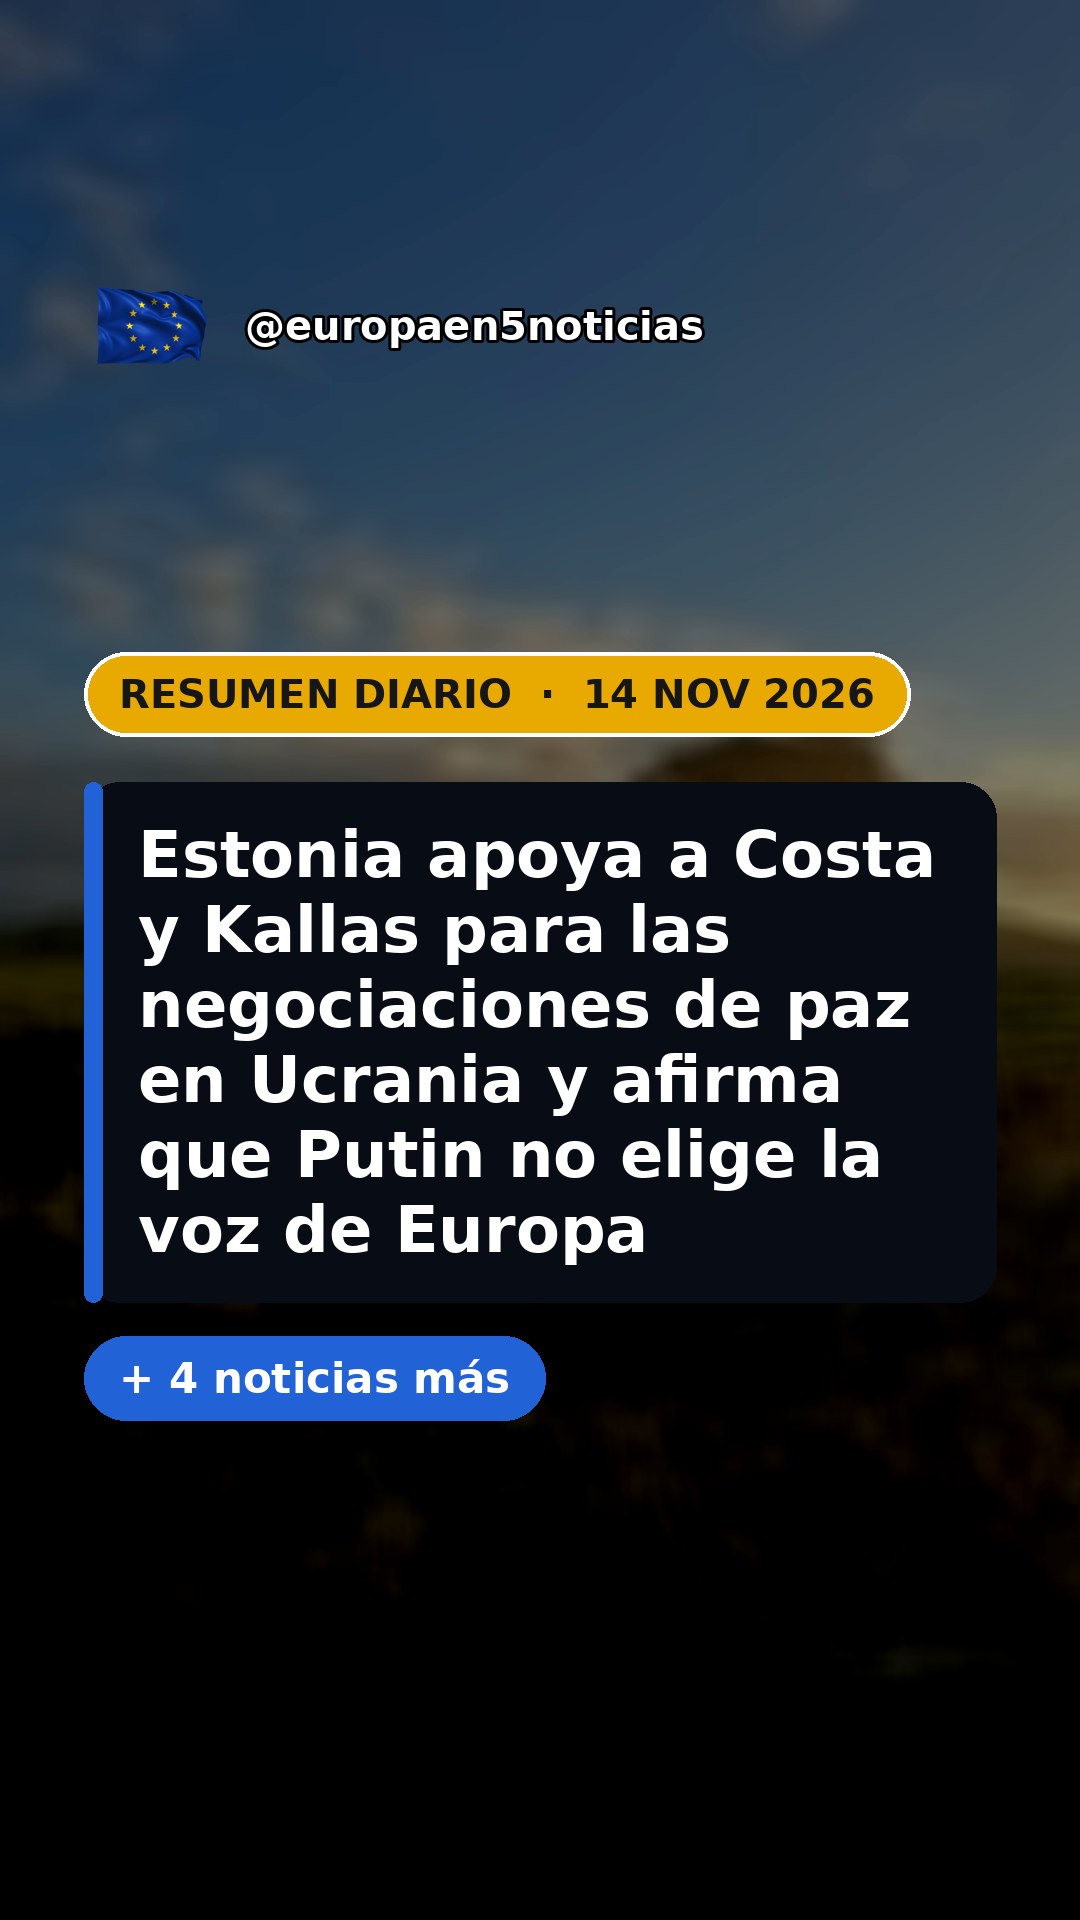 @europaen5noticias
RESUMEN DIARIO · 14 NOV 2026
Estonia apoya a Costa
y Kallas para las
negociaciones de paz
en Ucrania y afirma
que Putin no elige la
voz de Europa
+ 4 noticias más